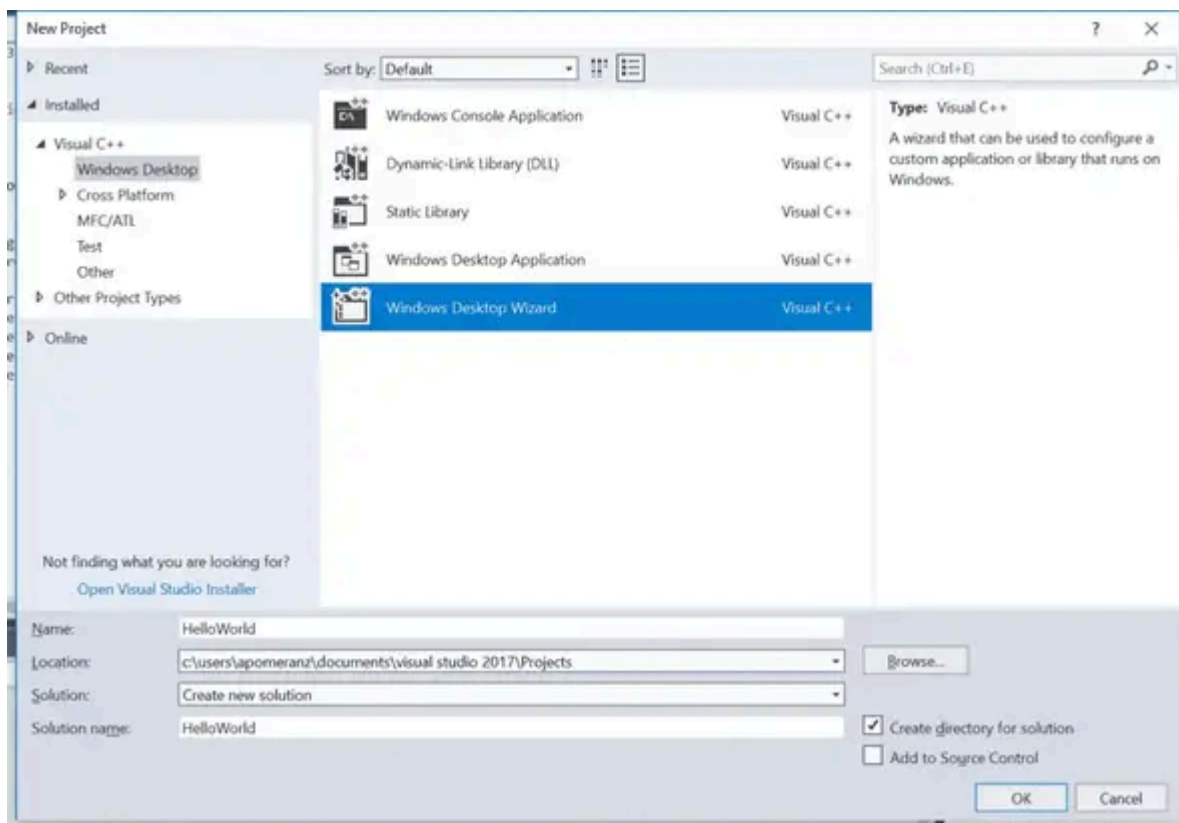 New Project
Recent
Sort by: Default
Search (Ctrl+E)
Installed
Visual C++
Windows Desktop
Cross Platform
MFC/ATL
Test
Other
Other Project Types
Online
Windows Console Application Visual C++
Dynamic-Link Library (DLL) Visual C++
Static Library Visual C++
Windows Desktop Application Visual C++
Windows Desktop Wizard Visual C++
Type: Visual C++
A wizard that can be used to configure a
custom application or library that runs on
Windows.
Not finding what you are looking for?
Open Visual Studio Installer
Name: HelloWorld
Location: c:\users\apomeranz\documents\visual studio 2017\Projects
Browse...
Solution: Create new solution
Solution name: HelloWorld
Create directory for solution
Add to Source Control
OK Cancel